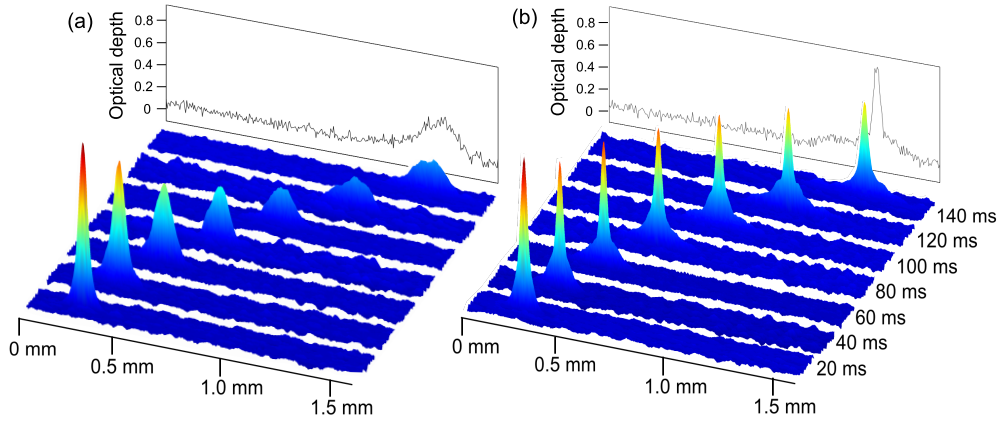 (a)
Optical depth
0.8
0.6
0.4
0.2
0
0 mm
0.5 mm
1.0 mm
1.5 mm
(b)
Optical depth
0.8
0.6
0.4
0.2
0
0 mm
0.5 mm
1.0 mm
1.5 mm
140 ms
120 ms
100 ms
80 ms
60 ms
40 ms
20 ms